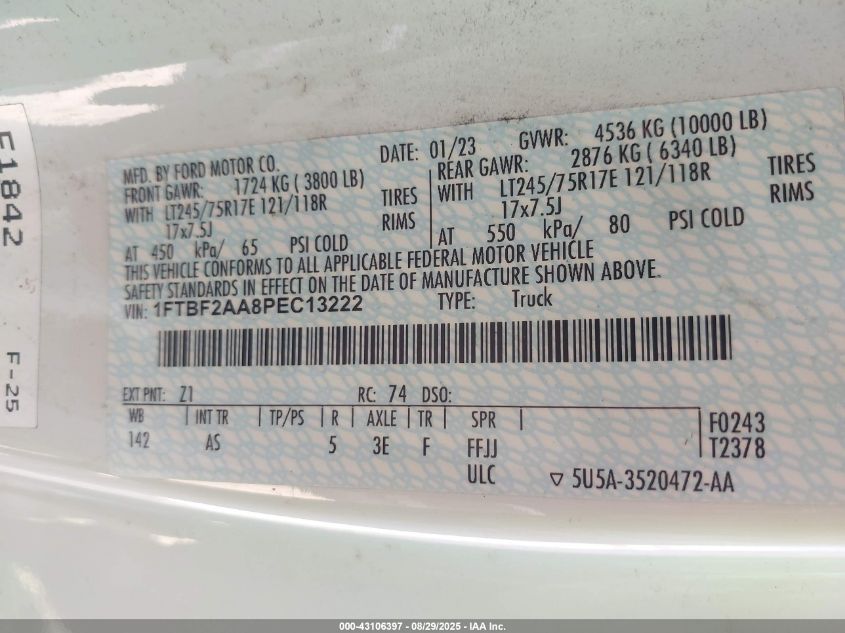 F1842
F-25
MFD. BY FORD MOTOR CO.
DATE: 01/23 GVWR: 4536 KG (10000 LB)
FRONT GAWR: 1724 KG ( 3800 LB)
WITH LT245/75R17E 121/118R TIRES
17x7.5J RIMS
AT 450 kPa/ 65 PSI COLD
REAR GAWR: 2876 KG ( 6340 LB)
WITH LT245/75R17E 121/118R TIRES
17x7.5J RIMS
AT 550 kPa/ 80 PSI COLD
THIS VEHICLE CONFORMS TO ALL APPLICABLE FEDERAL MOTOR VEHICLE
SAFETY STANDARDS IN EFFECT ON THE DATE OF MANUFACTURE SHOWN ABOVE.
VIN: 1FTBF2AA8PEC13222 TYPE: Truck
EXT PNT: Z1 RC: 74 DSO:
WB INT TR TP/PS R AXLE TR SPR
142 AS 5 3E F FFJJ
ULC
F0243
T2378
▽ 5U5A-3520472-AA
000-43106397 - 08/29/2025 - IAA Inc.